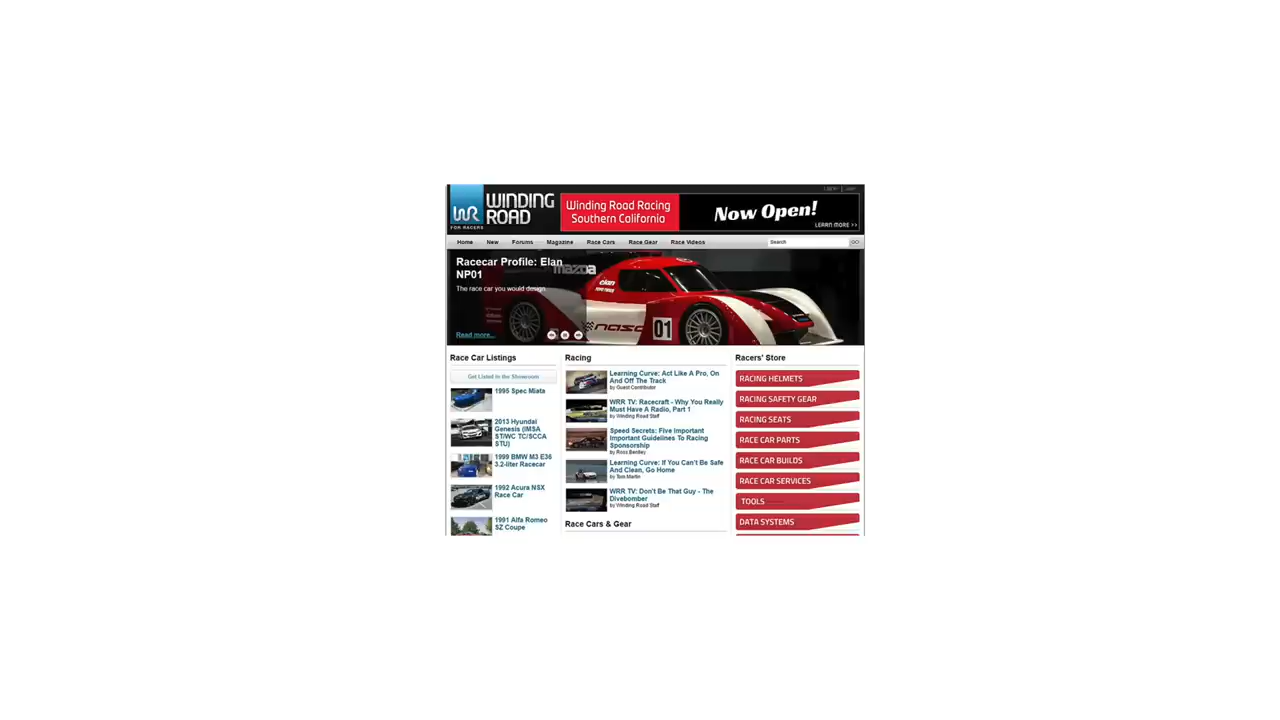 WR
FOR RACERS
WINDING
ROAD
Winding Road Racing
Southern California
Now Open!
LEARN MORE >>
Home New Forums Magazine Race Cars Race Gear Race Videos
Search GO
Racecar Profile: Elan
NP01
The race car you would design
Read more...
mazda
élan
nasa
01
Race Car Listings
Get Listed in the Showroom
1995 Spec Miata
2013 Hyundai
Genesis (IMSA
ST/WC TC/SCCA
STU)
1999 BMW M3 E36
3.2-liter Racecar
1992 Acura NSX
Race Car
1991 Alfa Romeo
SZ Coupe
Racing
Learning Curve: Act Like A Pro, On
And Off The Track
by Guest Contributor
WRR TV: Racecraft - Why You Really
Must Have A Radio, Part 1
by Winding Road Staff
Speed Secrets: Five Important
Important Guidelines To Racing
Sponsorship
by Ross Bentley
Learning Curve: If You Can't Be Safe
And Clean, Go Home
by Tom Martin
WRR TV: Don't Be That Guy - The
Divebomber
by Winding Road Staff
Race Cars & Gear
Racers' Store
RACING HELMETS
RACING SAFETY GEAR
RACING SEATS
RACE CAR PARTS
RACE CAR BUILDS
RACE CAR SERVICES
TOOLS
DATA SYSTEMS